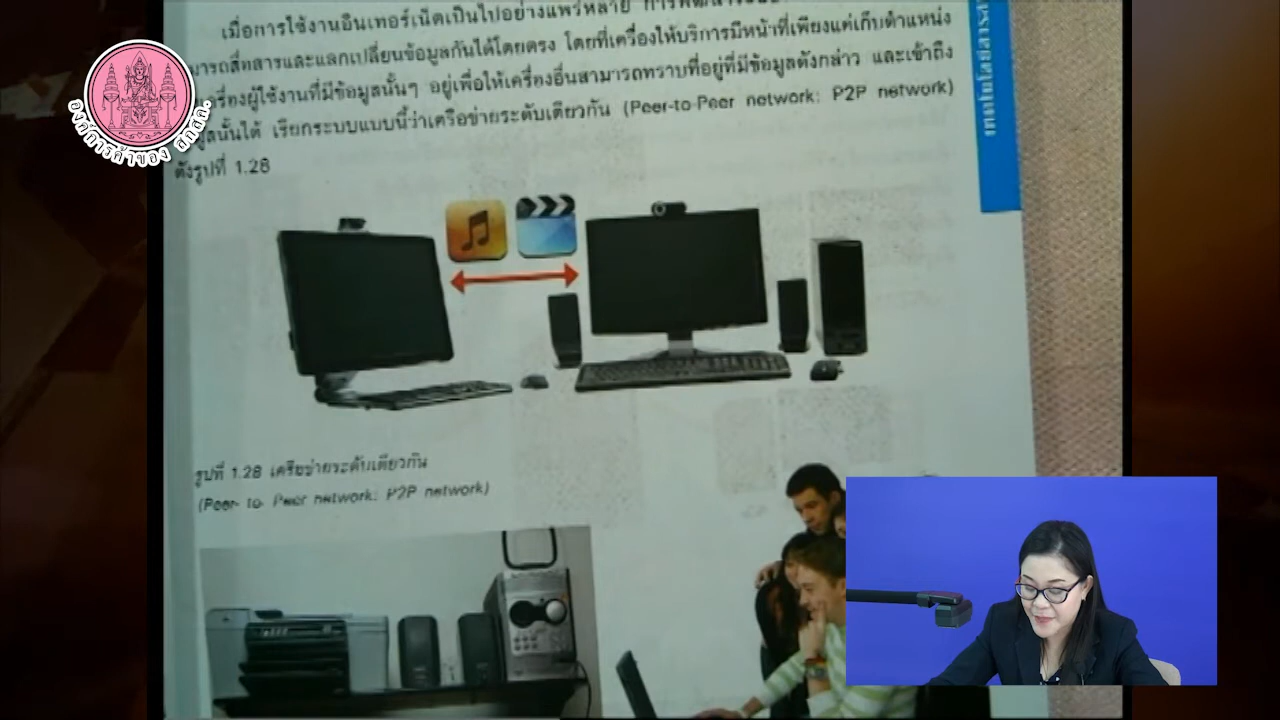 องค์การค้าของ สกสค.
เมื่อการใช้งานอินเทอร์เน็ตเป็นไปอย่างแพร่หลาย
สื่อสารและแลกเปลี่ยนข้อมูลกันได้โดยตรง โดยที่เครื่องให้บริการมีหน้าที่เพียงแค่เก็บตำแหน่ง
ผู้ใช้งานที่มีข้อมูลนั้นๆ อยู่เพื่อให้เครื่องอื่นสามารถทราบที่อยู่ที่มีข้อมูลดังกล่าว และเข้าถึง
นั้นได้ เรียกระบบแบบนี้ว่าเครือข่ายระดับเดียวกัน (Peer-to-Peer network: P2P network)
ดังรูปที่ 1.28
รูปที่ 1.28 เครือข่ายระดับเดียวกัน
(Peer- to- Peer network: P2P network)